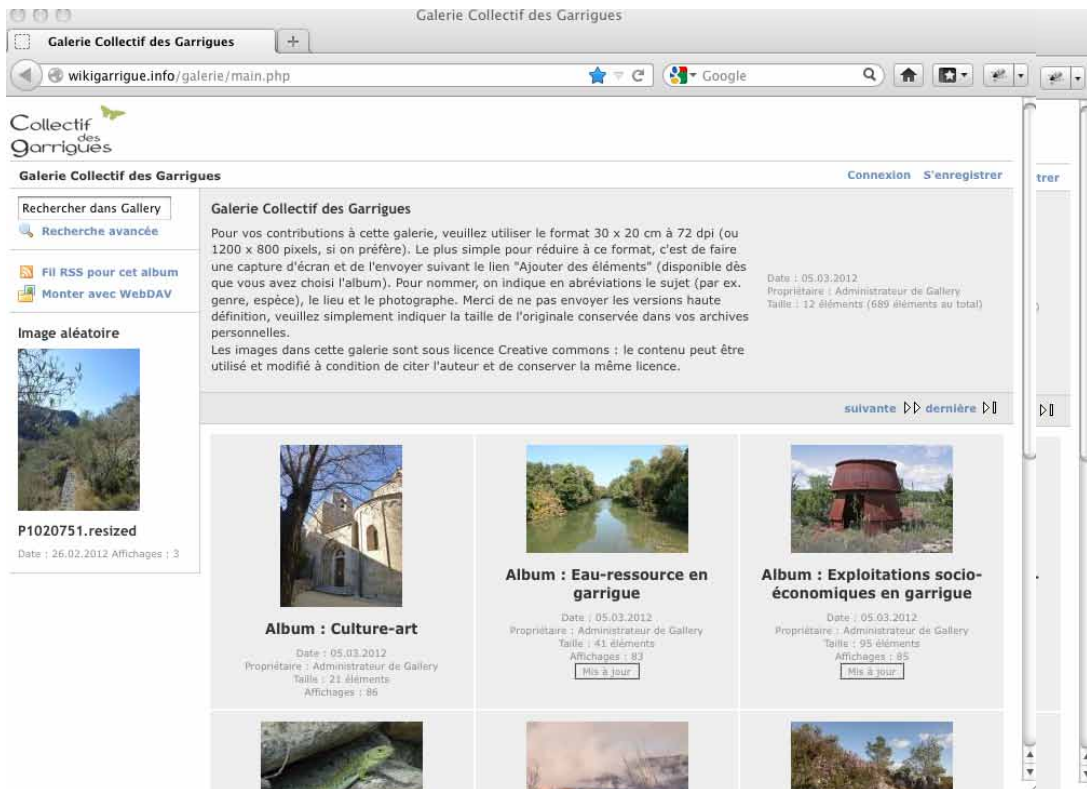 Galerie Collectif des Garrigues
Galerie Collectif des Garrigues
wikigarrigue.info/galerie/main.php
Google
Collectif
des
garrigues
Galerie Collectif des Garrigues
Connexion S'enregistrer
trer
Rechercher dans Gallery
Recherche avancée
Fil RSS pour cet album
Monter avec WebDAV
Image aléatoire
P1020751.resized
Date : 26.02.2012 Affichages : 3
Galerie Collectif des Garrigues
Pour vos contributions à cette galerie, veuillez utiliser le format 30 x 20 cm à 72 dpi (ou
1200 x 800 pixels, si on préfère). Le plus simple pour réduire à ce format, c'est de faire
une capture d'écran et de l'envoyer suivant le lien "Ajouter des éléments" (disponible dès
que vous avez choisi l'album). Pour nommer, on indique en abréviations le sujet (par ex.
genre, espèce), le lieu et le photographe. Merci de ne pas envoyer les versions haute
définition, veuillez simplement indiquer la taille de l'originale conservée dans vos archives
personnelles.
Les images dans cette galerie sont sous licence Creative commons : le contenu peut être
utilisé et modifié à condition de citer l'auteur et de conserver la même licence.
Date : 05.03.2012
Propriétaire : Administrateur de Gallery
Taille : 12 éléments (689 éléments au total)
)
suivante dernière
Album : Culture-art
Date : 05.03.2012
Propriétaire : Administrateur de Gallery
Taille : 21 éléments
Affichages : 86
Album : Eau-ressource en
garrigue
Date : 05.03.2012
Propriétaire : Administrateur de Gallery
Taille : 41 éléments
Affichages : 83
Mis à jour
Album : Exploitations socio-
économiques en garrigue
Date : 05.03.2012
Propriétaire : Administrateur de Gallery
Taille : 95 éléments
Affichages : 85
Mis à jour